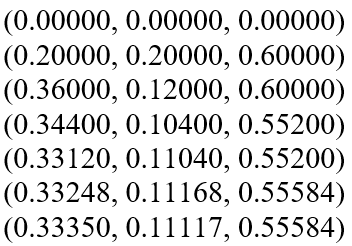 (0.00000, 0.00000, 0.00000)
(0.20000, 0.20000, 0.60000)
(0.36000, 0.12000, 0.60000)
(0.34400, 0.10400, 0.55200)
(0.33120, 0.11040, 0.55200)
(0.33248, 0.11168, 0.55584)
(0.33350, 0.11117, 0.55584)